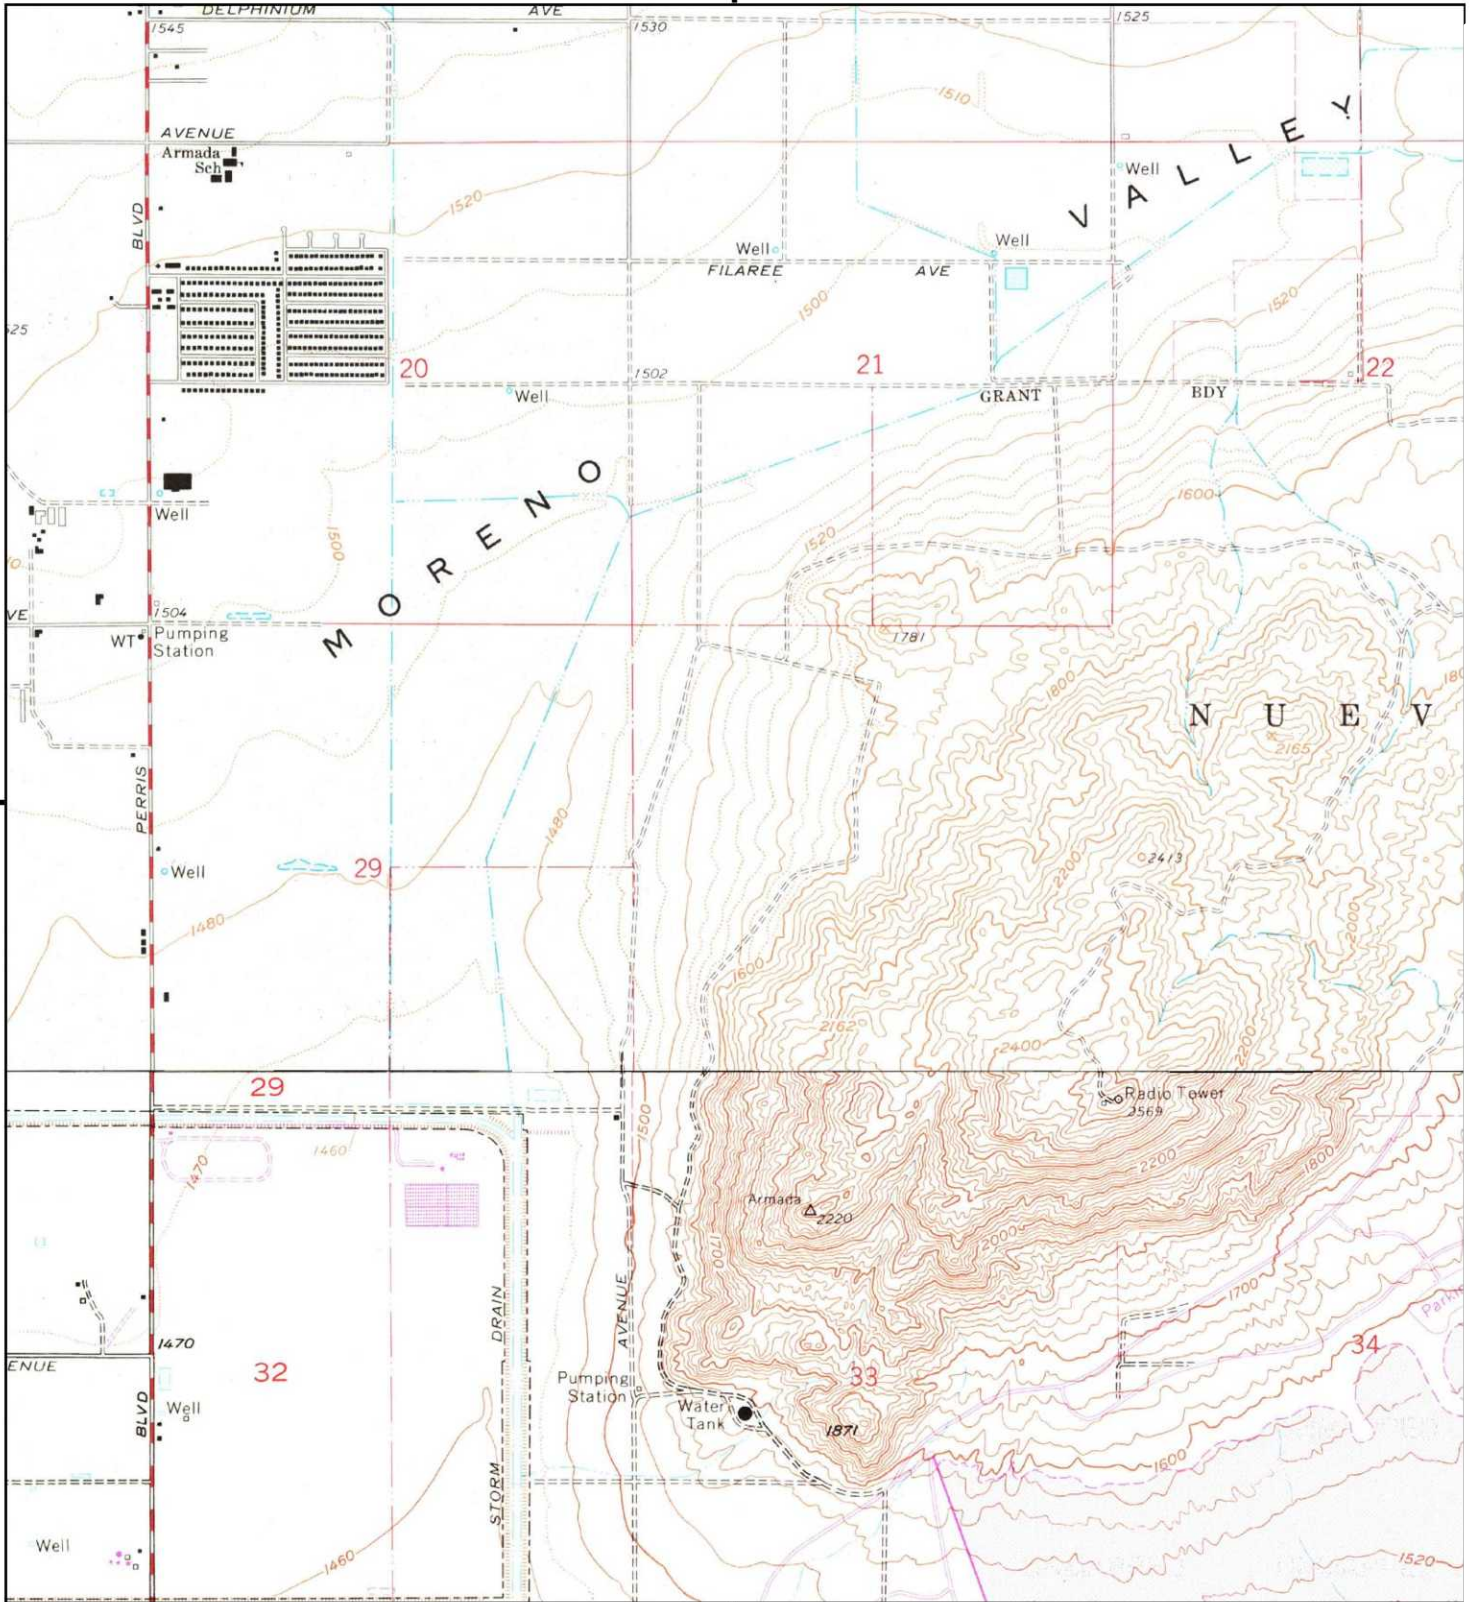 DELPHINIUM AVE
1545
1530
1525
1510
AVENUE
Armada
Sch
BLVD
1520
Well
VALLEY
Well
Well
FILAREE AVE
1500
1520
20
21
22
1502
Well
GRANT BDY
MORENO
1600
Well
1500
1520
1504
WT
Pumping
Station
VE
1781
1800
NUEV
2165
PERRIS
1480
29
Well
2413
2200
2000
1480
1600
2162
2400
2200
29
Radio Tower
2569
1500
1460
1470
2200
1800
Armada
2220
1700
2000
DRAIN
AVENUE
1700
1470
ENUE
32
33
34
Pumping
Station
Water
Tank
BLVD
Well
1871
STORM
1600
Well
1460
1520